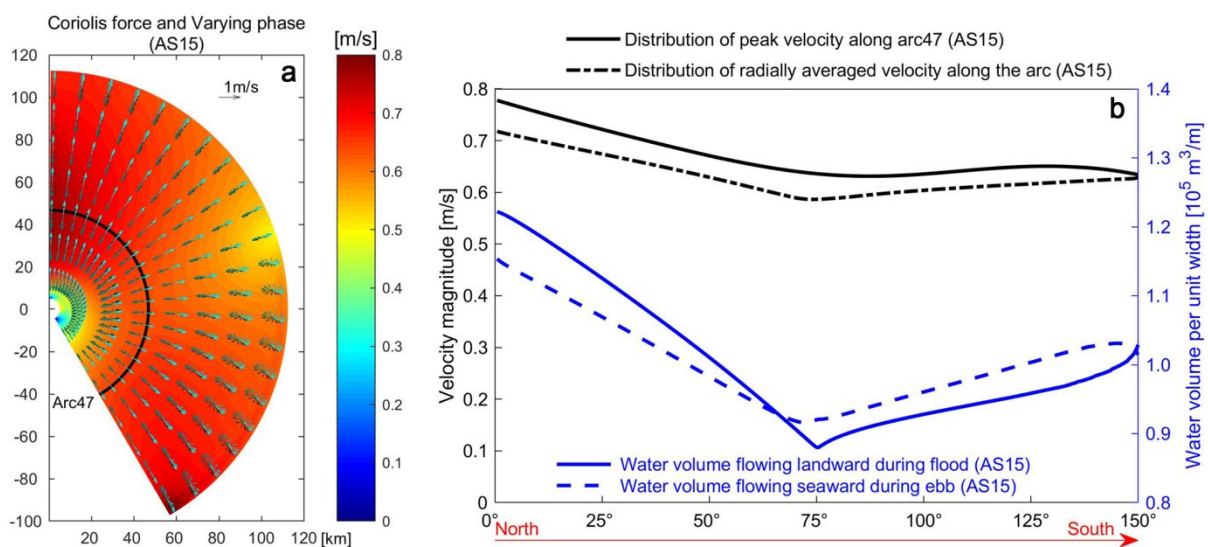 Coriolis force and Varying phase
(AS15)
[m/s]
a
1m/s
120
100
80
60
40
20
0
-20
-40
-60
-80
-100
Arc47
20 40 60 80 100 120 [km]
0.8
0.7
0.6
0.5
0.4
0.3
0.2
0.1
0
Distribution of peak velocity along arc47 (AS15)
Distribution of radially averaged velocity along the arc (AS15)
b
Velocity magnitude [m/s]
0.8
0.7
0.6
0.5
0.4
0.3
0.2
0.1
0
Water volume flowing landward during flood (AS15)
Water volume flowing seaward during ebb (AS15)
0° 25° 50° 75° 100° 125° 150°
North South
1.4
1.3
1.2
1.1
1.0
0.9
0.8
Water volume per unit width [10⁵ m³/m]